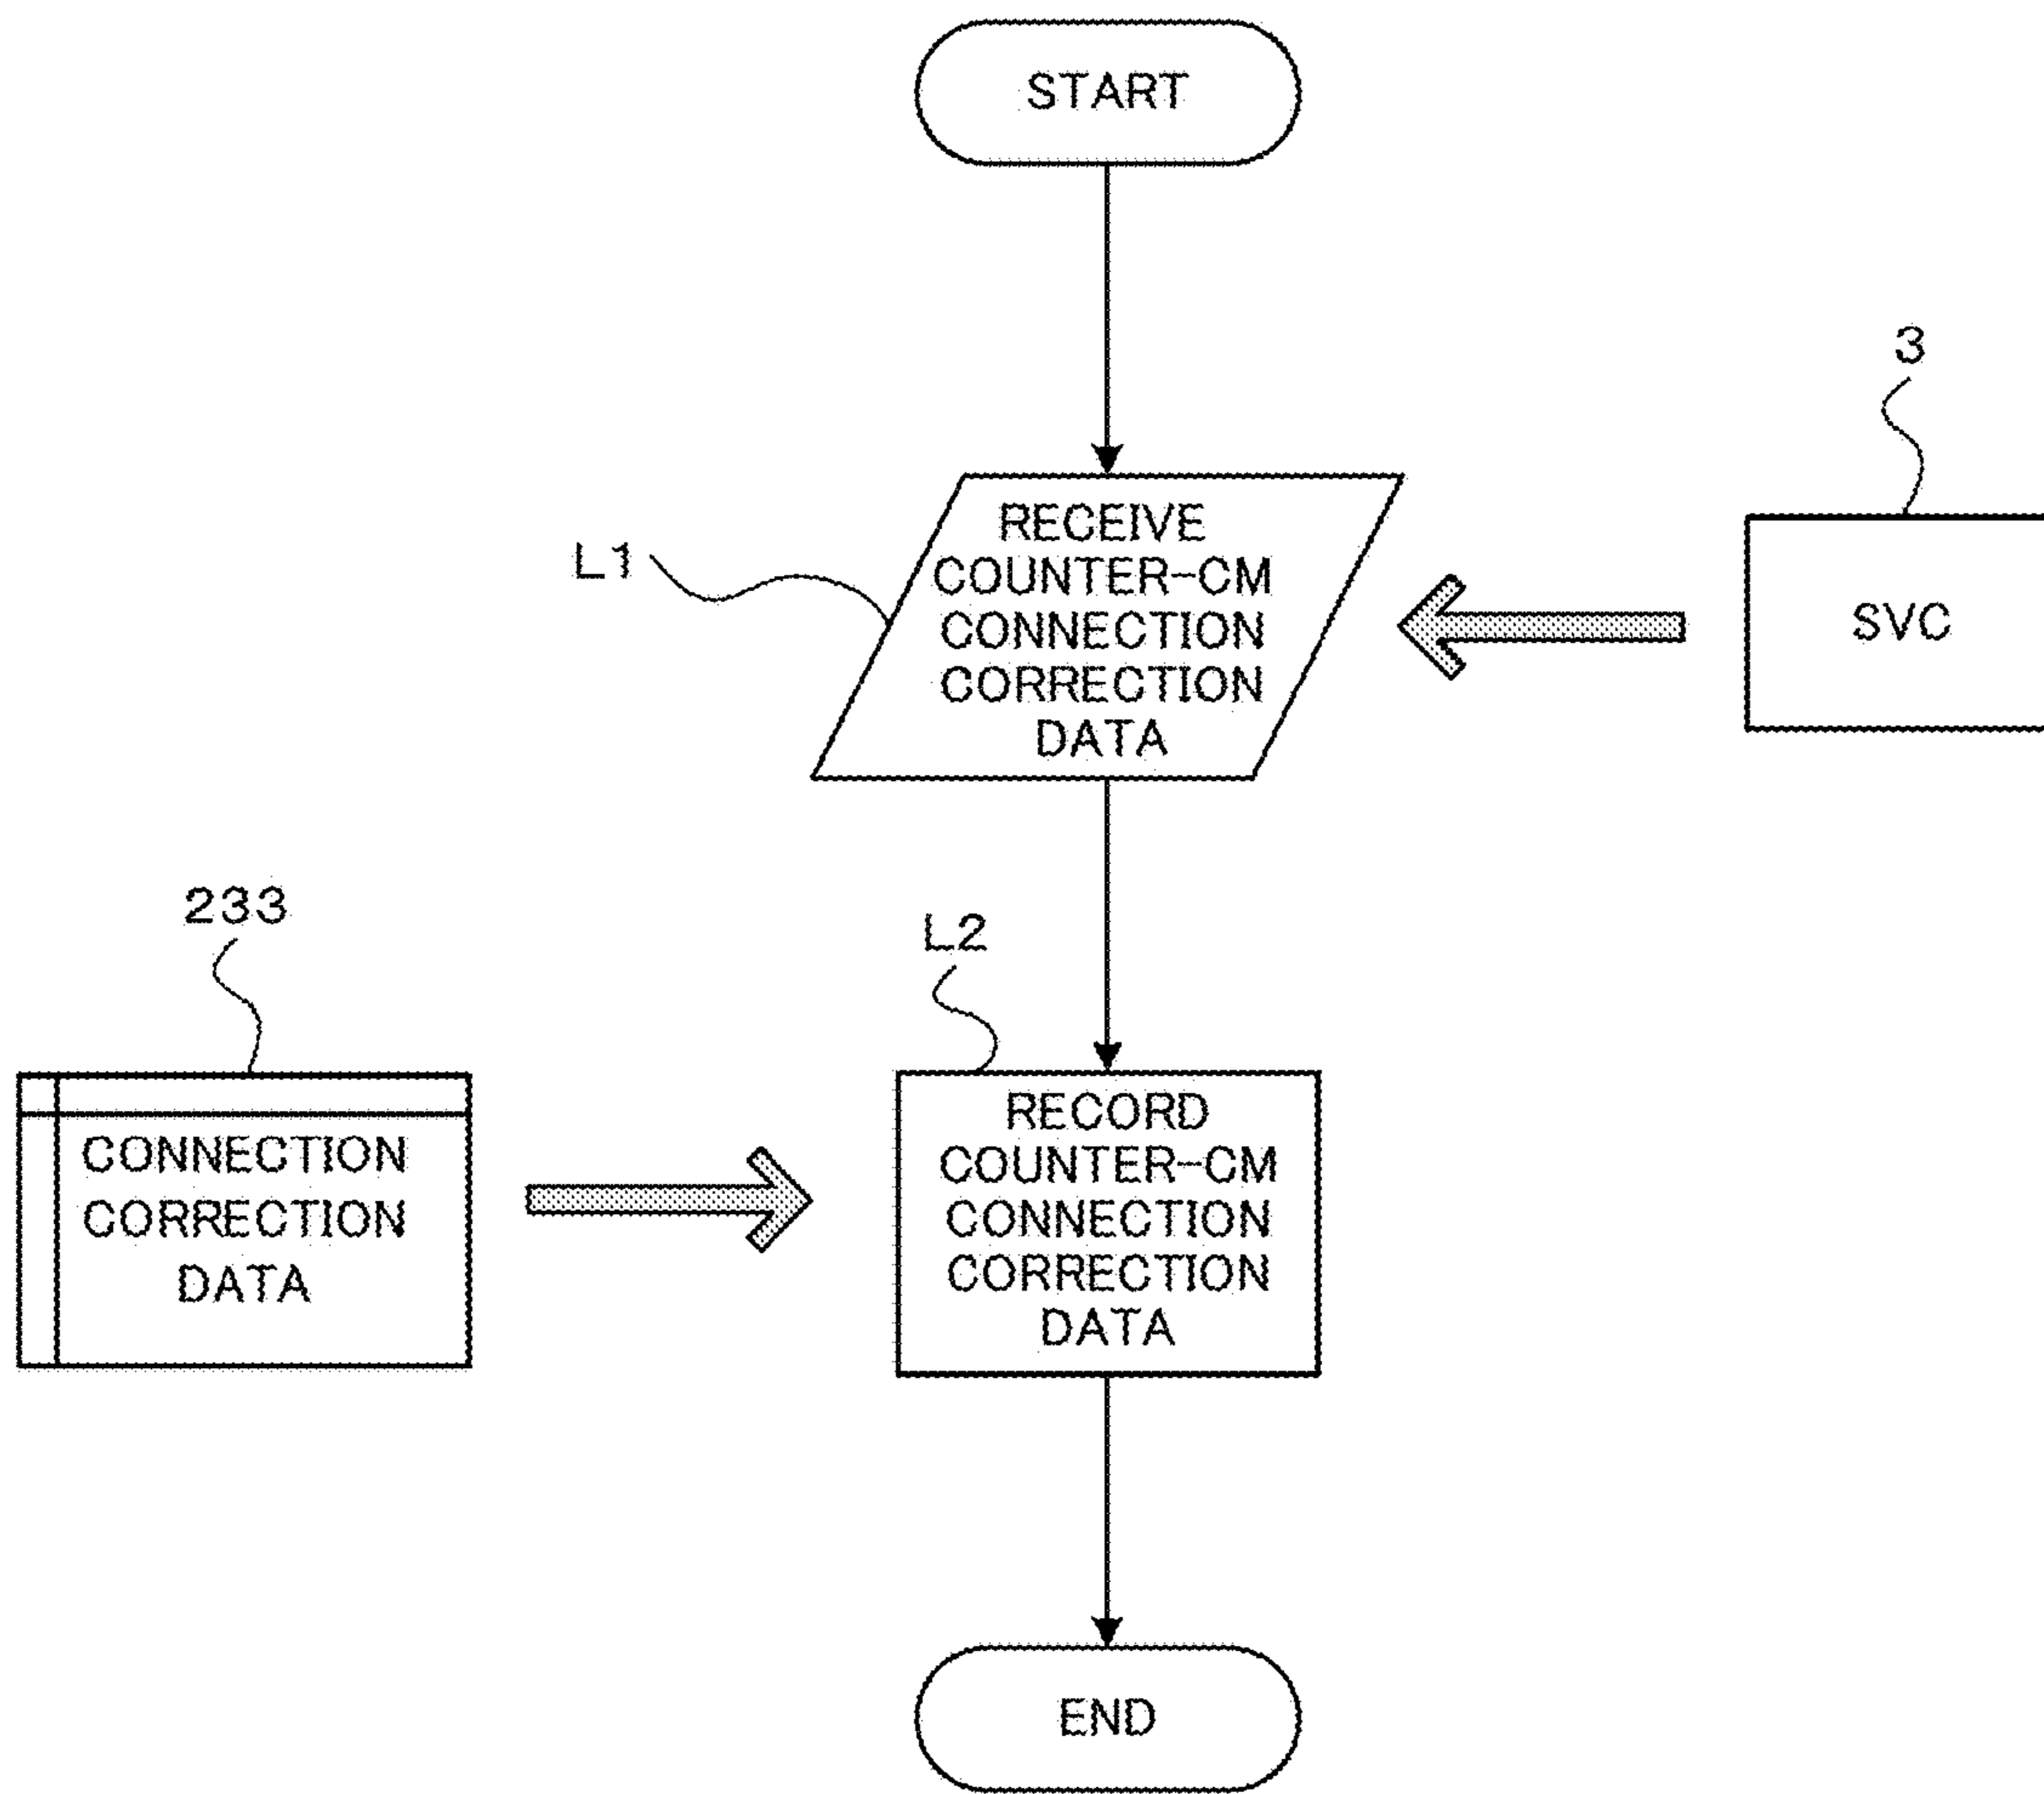 START
3
L1
RECEIVE
COUNTER-CM
CONNECTION
CORRECTION
DATA
SVC
233
L2
CONNECTION
CORRECTION
DATA
RECORD
COUNTER-CM
CONNECTION
CORRECTION
DATA
END